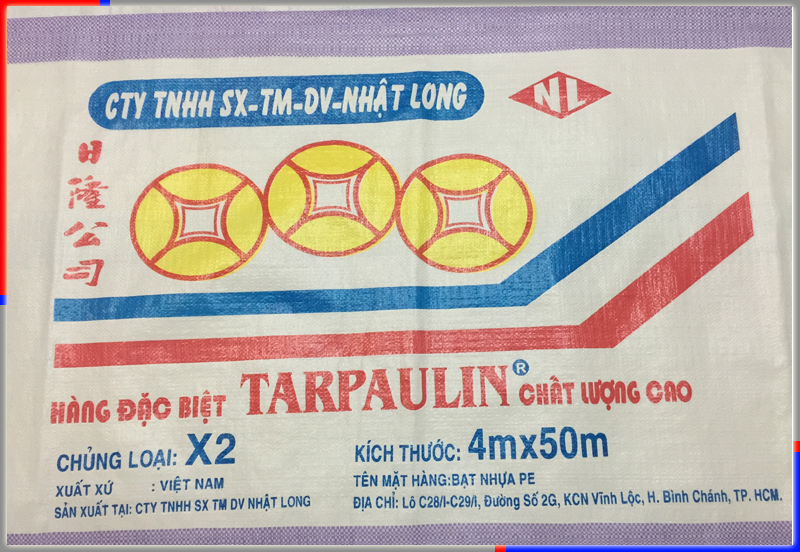 CTY TNHH SX-TM-DV-NHẬT LONG
NL
日隆公司
HÀNG ĐẶC BIỆT TARPAULIN® CHẤT LƯỢNG CAO
CHỦNG LOẠI: X2
KÍCH THƯỚC: 4mx50m
XUẤT XỨ : VIỆT NAM
TÊN MẶT HÀNG:BẠT NHỰA PE
SẢN XUẤT TẠI: CTY TNHH SX TM DV NHẬT LONG
ĐỊA CHỈ: Lô C28/I-C29/I, Đường Số 2G, KCN Vĩnh Lộc, H. Bình Chánh, TP. HCM.